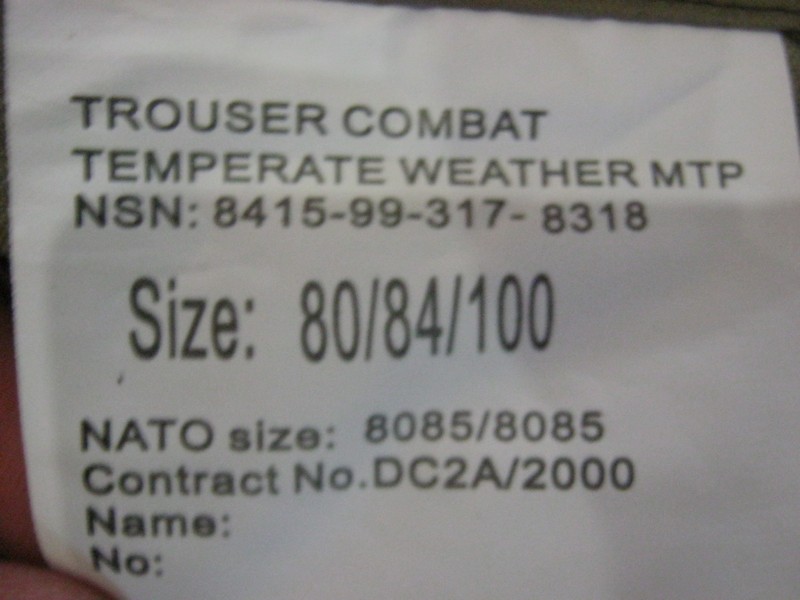 TROUSER COMBAT
TEMPERATE WEATHER MTP
NSN: 8415-99-317- 8318
Size: 80/84/100
NATO size: 8085/8085
Contract No.DC2A/2000
Name:
No: